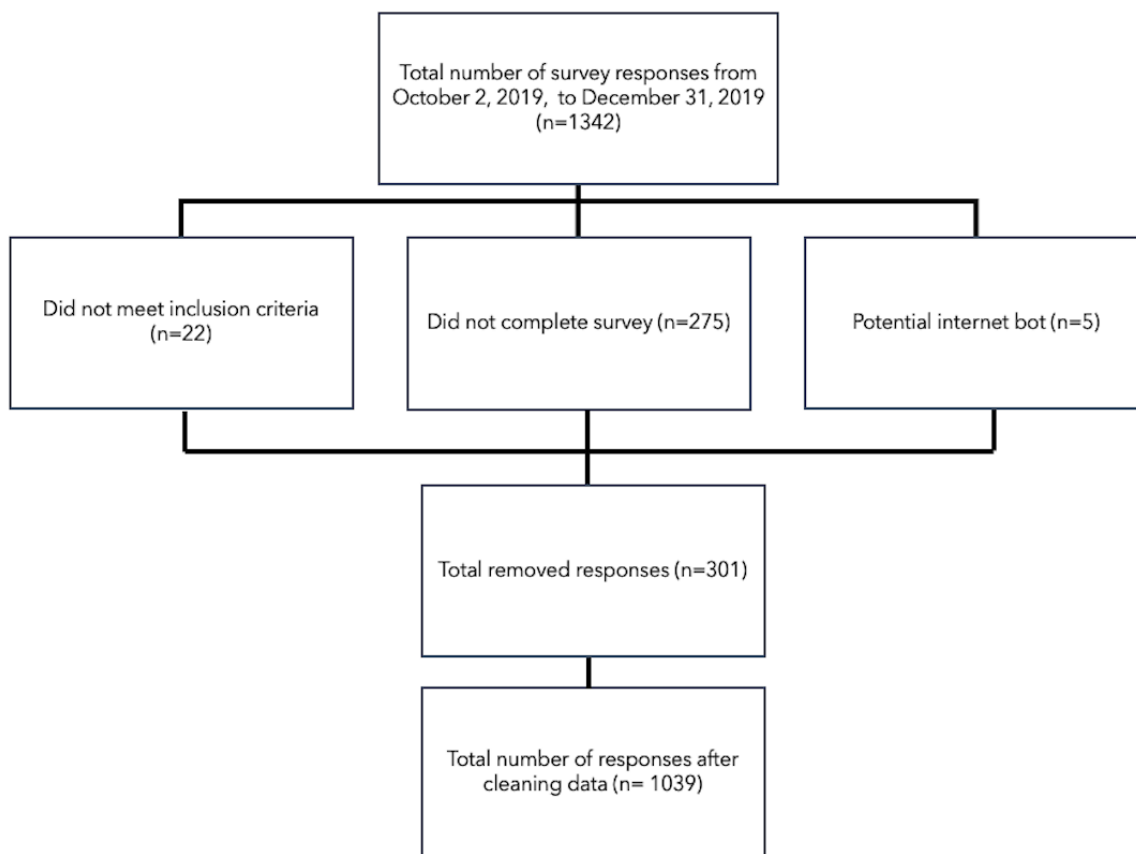 Total number of survey responses from
October 2, 2019, to December 31, 2019
(n=1342)
Did not meet inclusion criteria
(n=22)
Did not complete survey (n=275)
Potential internet bot (n=5)
Total removed responses (n=301)
Total number of responses after
cleaning data (n= 1039)